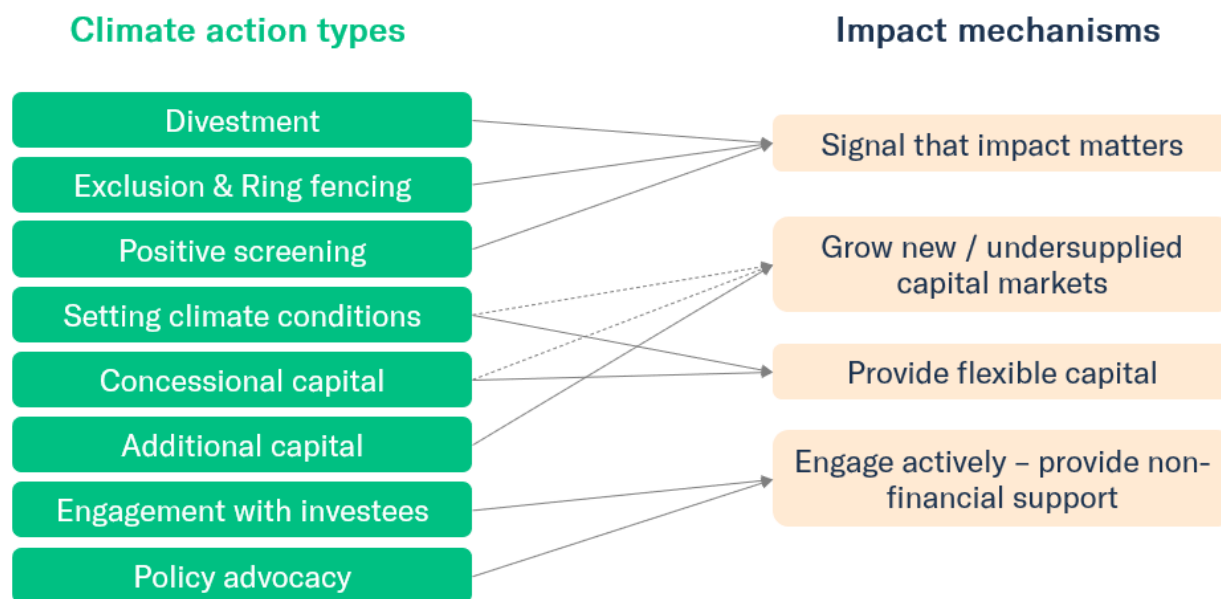 Climate action types
Impact mechanisms
Divestment
Exclusion & Ring fencing
Positive screening
Setting climate conditions
Concessional capital
Additional capital
Engagement with investees
Policy advocacy
Signal that impact matters
Grow new / undersupplied
capital markets
Provide flexible capital
Engage actively – provide non-
financial support